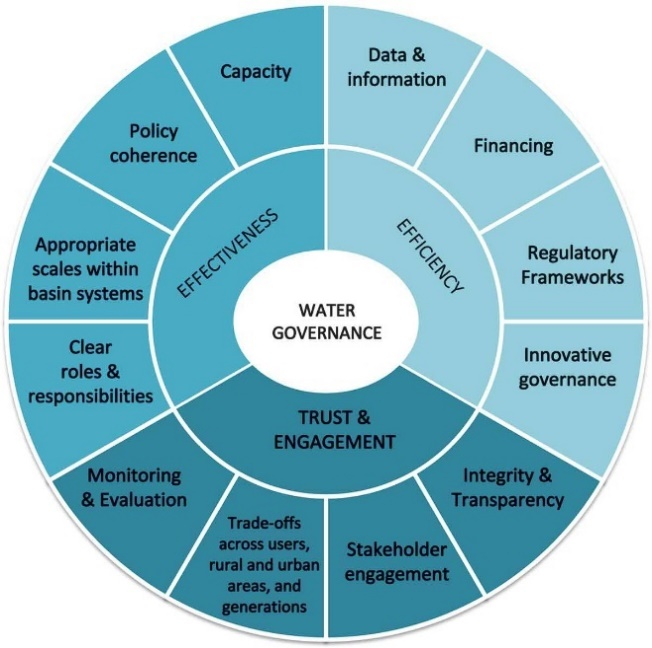 Capacity
Data &
information
Policy
coherence
Financing
Appropriate
scales within
basin systems
EFFECTIVENESS
EFFICIENCY
Regulatory
Frameworks
WATER
GOVERNANCE
Clear
roles &
responsibilities
Innovative
governance
TRUST &
ENGAGEMENT
Monitoring
& Evaluation
Integrity &
Transparency
Trade-offs
across users,
rural and urban
areas, and
generations
Stakeholder
engagement